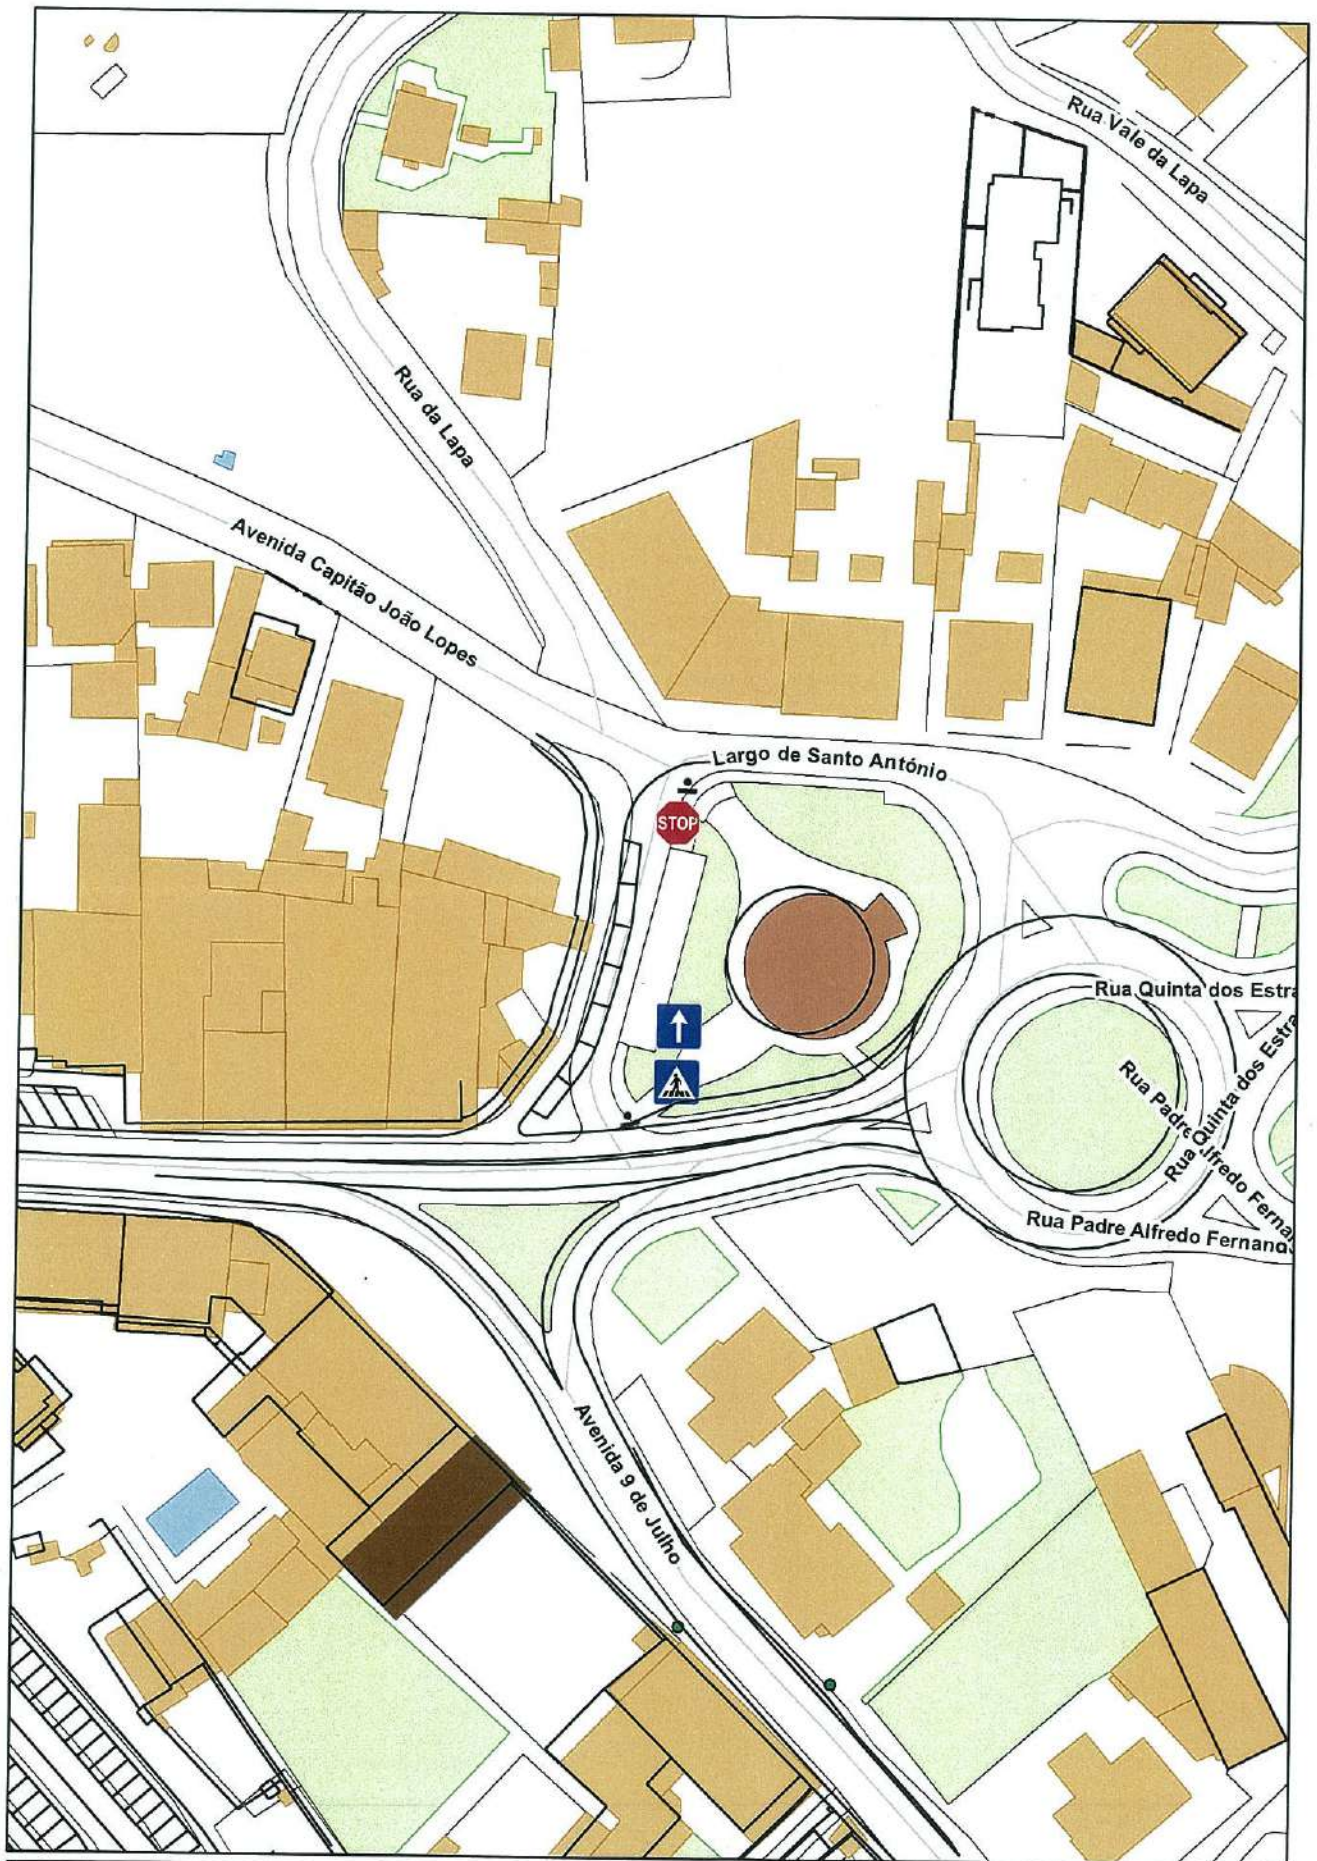 Rua Vale da Lapa
Rua da Lapa
Avenida Capitão João Lopes
Largo de Santo António
STOP
Rua Quinta dos Estra
Rua Quinta dos Estra
Rua Padre Alfredo Ferna
Rua Padre Alfredo Fernand
Avenida 9 de Julho